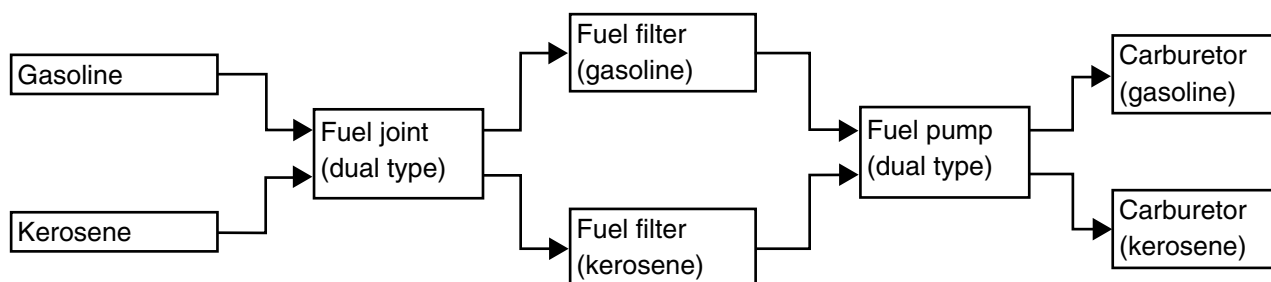 Gasoline
Kerosene
Fuel joint
(dual type)
Fuel filter
(gasoline)
Fuel filter
(kerosene)
Fuel pump
(dual type)
Carburetor
(gasoline)
Carburetor
(kerosene)